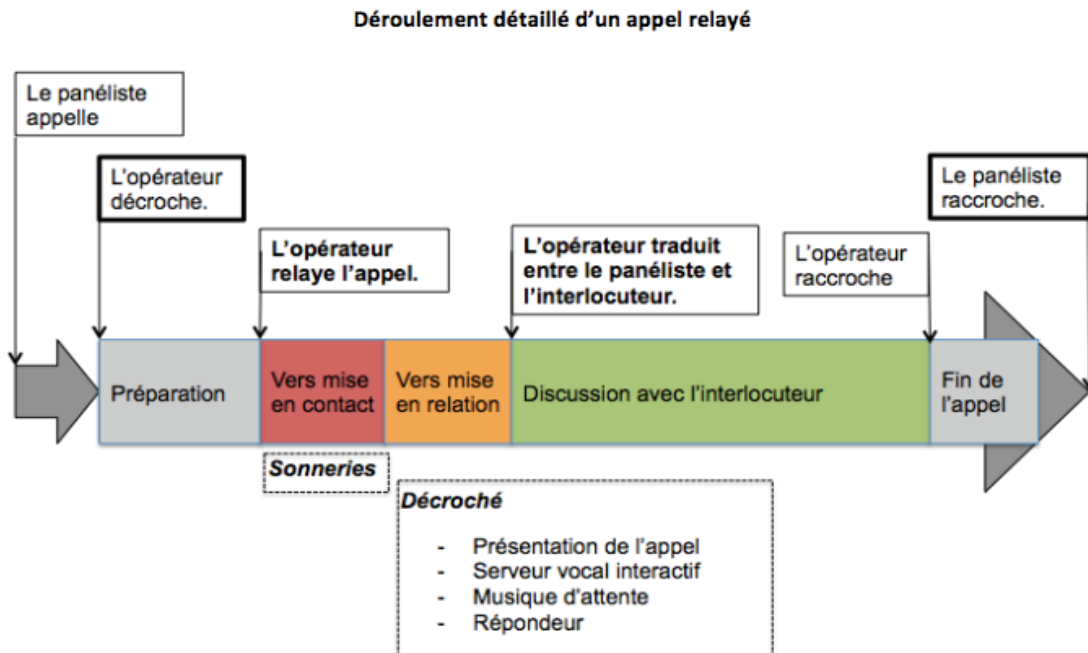 Déroulement détaillé d'un appel relayé
Le panéliste
appelle
L'opérateur
décroche.
Le panéliste
raccroche.
L'opérateur
relaye l'appel.
L'opérateur traduit
entre le panéliste et
l'interlocuteur.
L'opérateur
raccroche
Préparation
Vers mise
en contact
Vers mise
en relation
Discussion avec l'interlocuteur
Fin de
l'appel
Sonneries
Décroché
- Présentation de l'appel
- Serveur vocal interactif
- Musique d'attente
- Répondeur